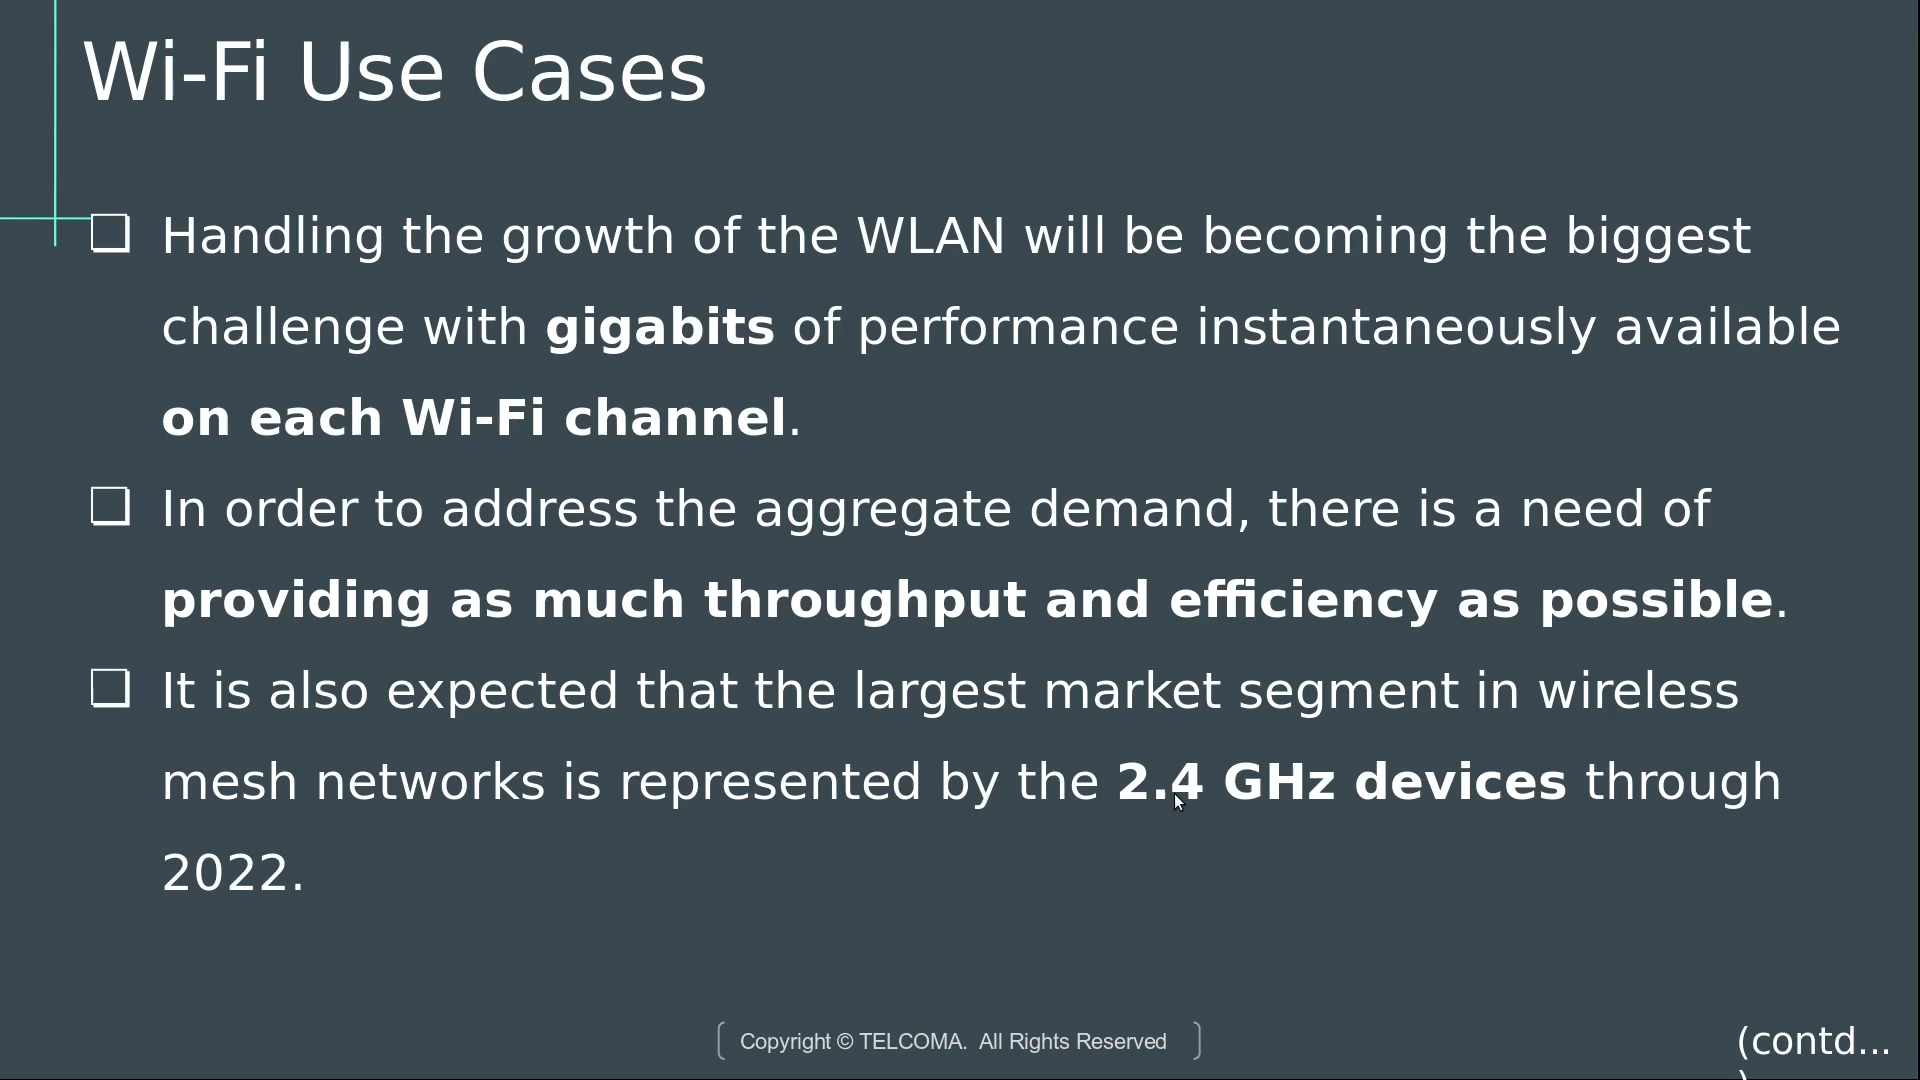 Wi-Fi Use Cases
❑ Handling the growth of the WLAN will be becoming the biggest
challenge with gigabits of performance instantaneously available
on each Wi-Fi channel.
❑ In order to address the aggregate demand, there is a need of
providing as much throughput and efficiency as possible.
❑ It is also expected that the largest market segment in wireless
mesh networks is represented by the 2.4 GHz devices through
2022.
Copyright © TELCOMA. All Rights Reserved
(contd...
)